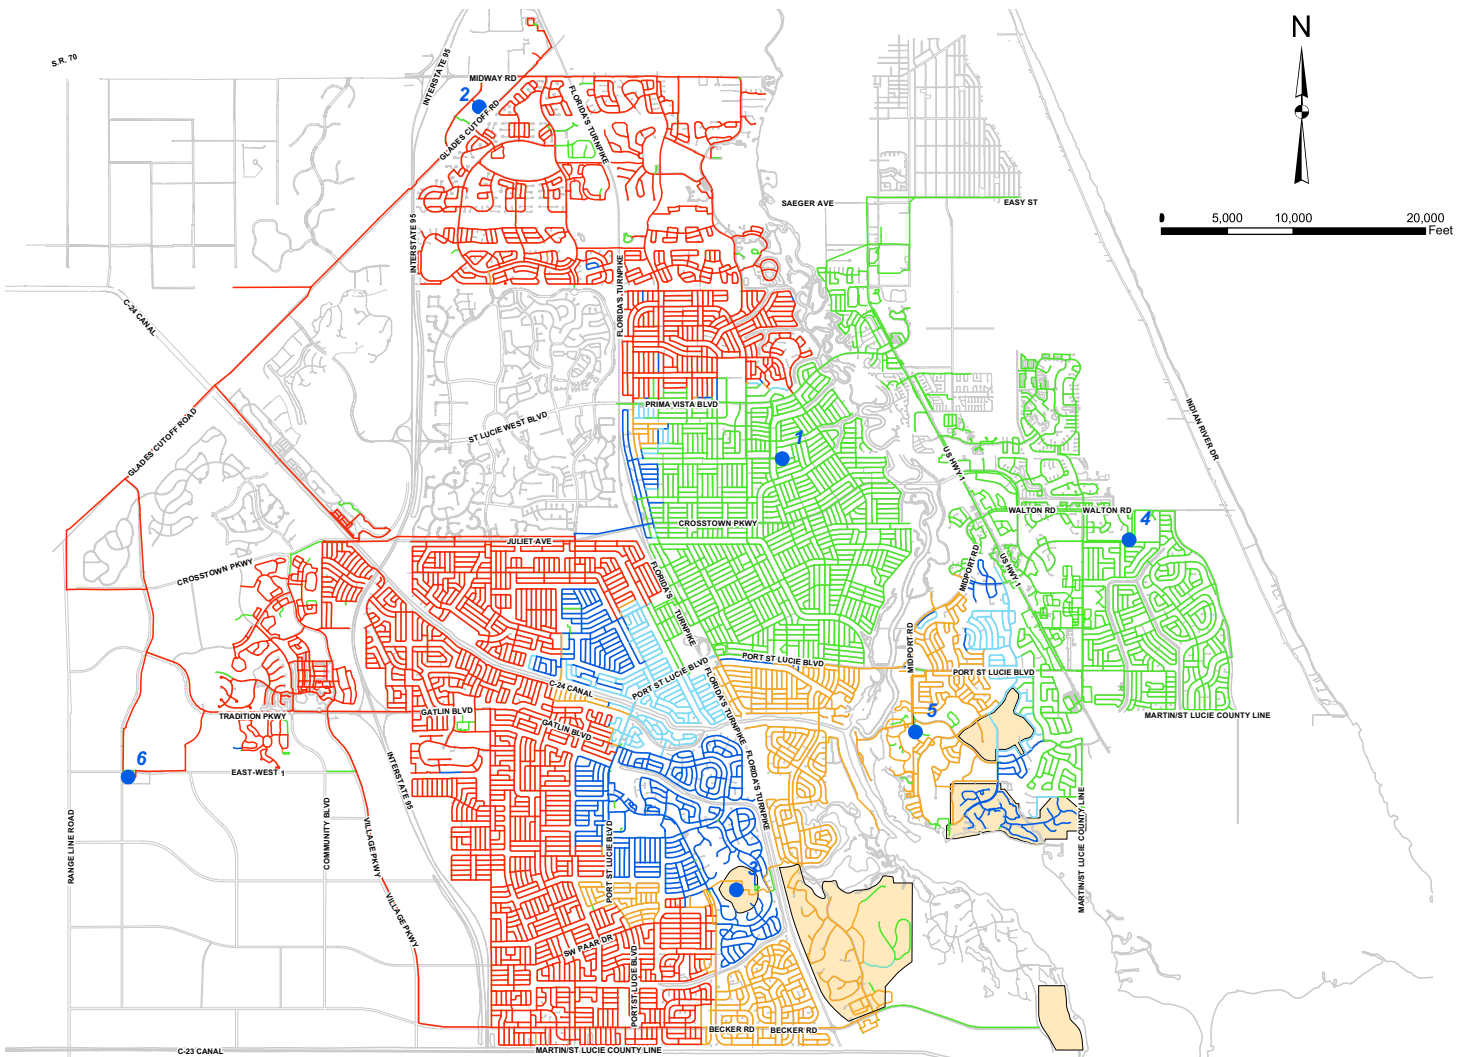 N
S.R. 70
INTERSTATE 95
MIDWAY RD
2
FLORIDA'S TURNPIKE
GLADES CUTOFF RD
SAEGER AVE
EASY ST
5,000
10,000
20,000
Feet
INTERSTATE 95
FLORIDA'S TURNPIKE
C-24 CANAL
PRIMA VISTA BLVD
ST LUCIE WEST BLVD
GLADES CUTOFF ROAD
1
INDIAN RIVER DR
US HWY-1
CROSSTOWN PKWY
WALTON RD
WALTON RD
4
JULIET AVE
CROSSTOWN PKWY
MIDPORT RD
US HWY 1
FLORIDA'S
TURNPIKE
MIDPORT RD
PORT ST LUCIE BLVD
PORT ST LUCIE BLVD
PORT ST LUCIE BLVD
C-24 CANAL
FLORIDA'S TURNPIKE
TRADITION PKWY
GATLIN BLVD
GATLIN BLVD
5
MARTIN/ST LUCIE COUNTY LINE
6
EAST-WEST 1
INTERSTATE 95
FLORIDA'S TURNPIKE
RANGE LINE ROAD
COMMUNITY BLVD
VILLAGE PKWY
PORT ST LUCIE BLVD
3
MARTIN/ST LUCIE COUNTY LINE
VILLAGE PKWY
SW PAAR DR
PORT ST LUCIE BLVD
BECKER RD
BECKER RD
C-23 CANAL
MARTIN/ST LUCIE COUNTY LINE